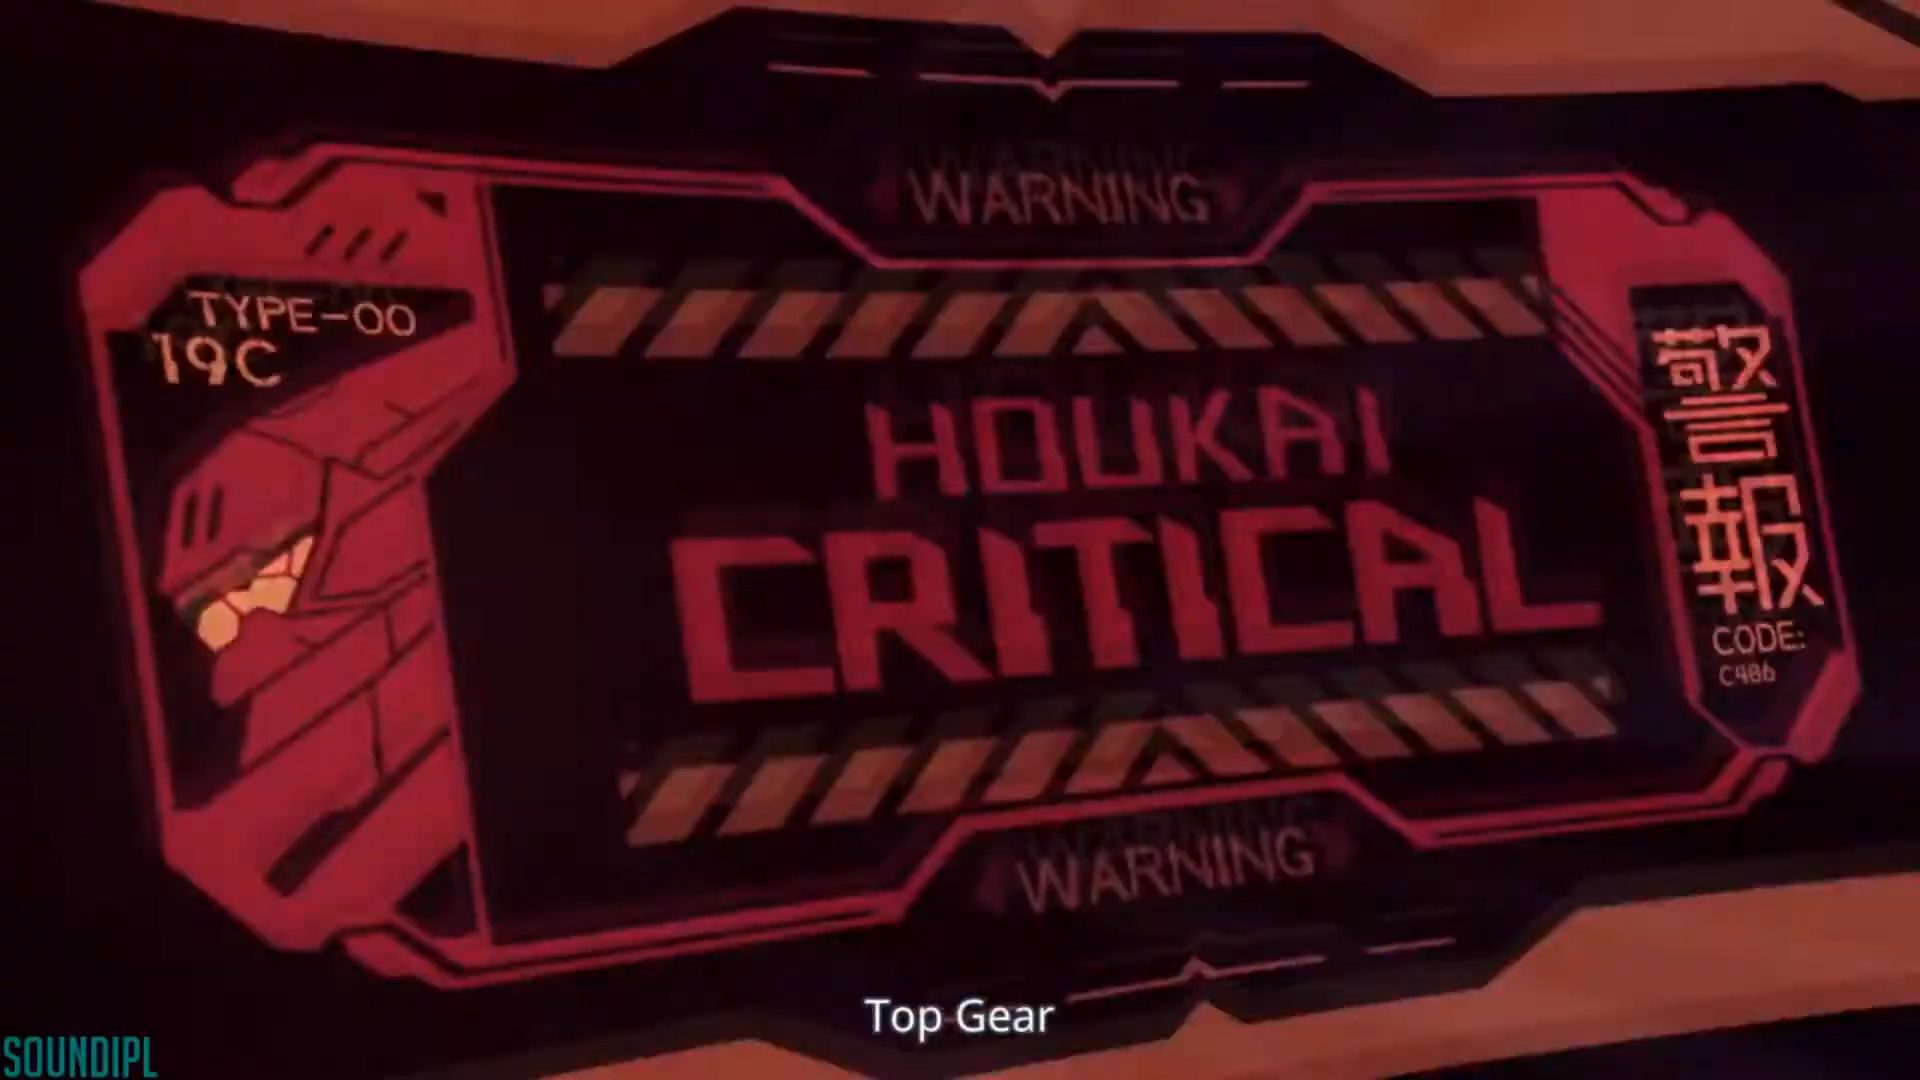 WARNING
TYPE-00
19C
HOUKAI
CRITICAL
警報
CODE:
C486
WARNING
Top Gear
SOUNDIPL